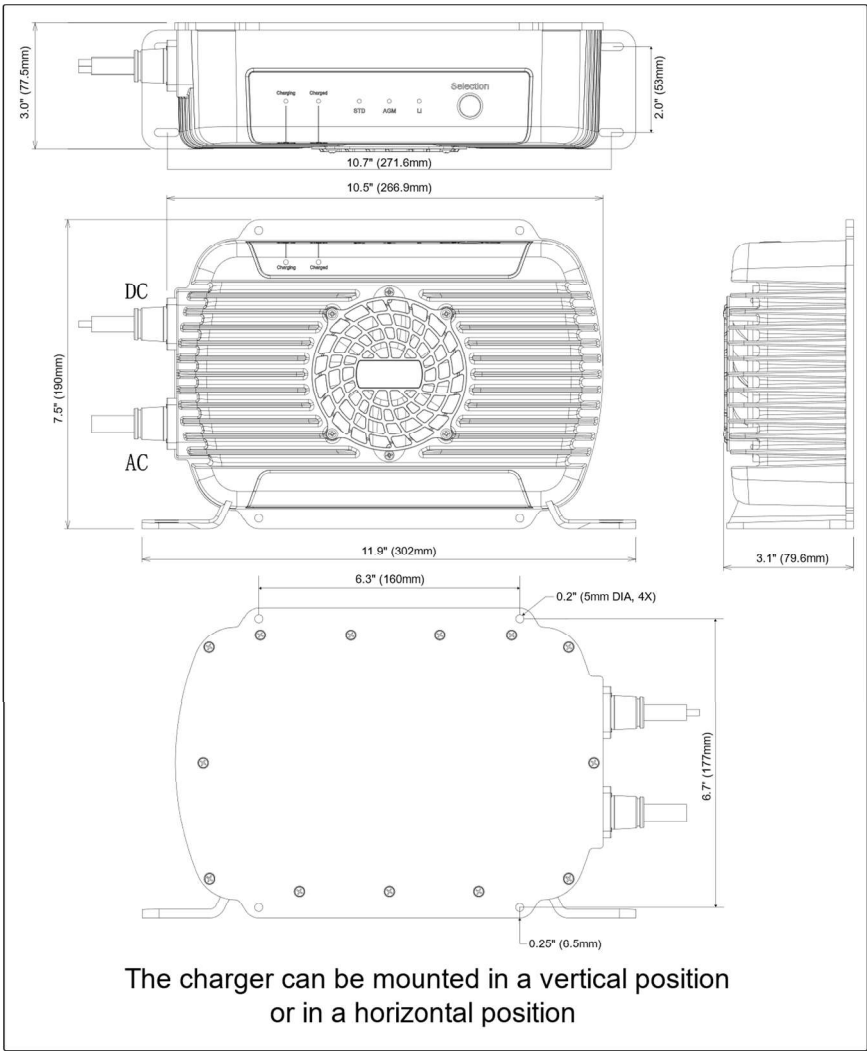 3.0" (77.5mm)
Charging
Charged
STD
AGM
LI
Selection
2.0" (53mm)
10.7" (271.6mm)
10.5" (266.9mm)
Charging
Charged
DC
7.5" (190mm)
AC
11.9" (302mm)
3.1" (79.6mm)
6.3" (160mm)
0.2" (5mm DIA, 4X)
6.7' (177mm)
0.25" (6.5mm)
The charger can be mounted in a vertical position
or in a horizontal position